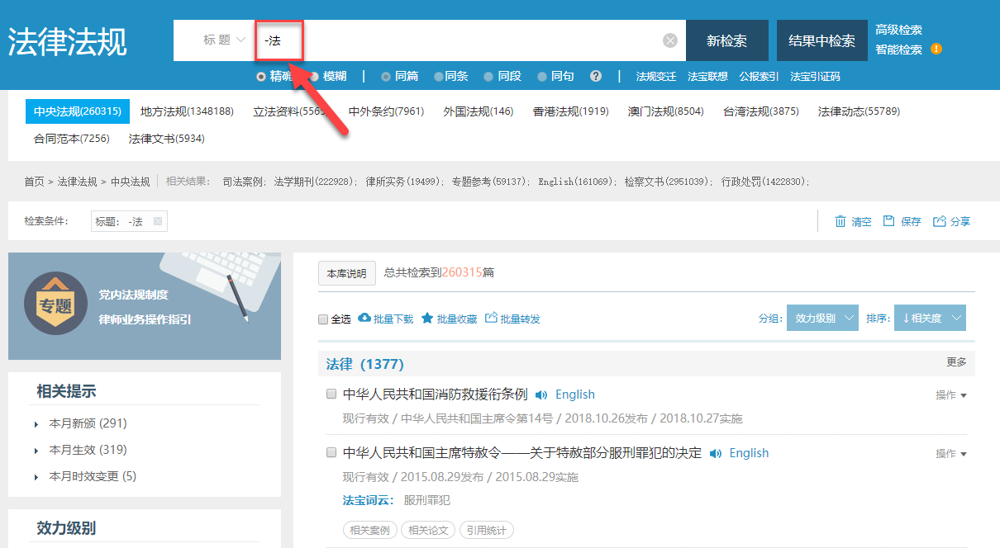 法律法规
标题 -法 新检索 结果中检索 高级检索
智能检索
精确 模糊 | 同篇 同条 同段 同句 ? | 法规变迁 法宝联想 公报索引 法宝引证码
中央法规(260315) 地方法规(1348188) 立法资料(5565 中外条约(7961) 外国法规(146) 香港法规(1919) 澳门法规(8504) 台湾法规(3875) 法律动态(55789)
合同范本(7256) 法律文书(5934)
首页 > 法律法规 > 中央法规 | 相关结果: 司法案例; 法学期刊(222928); 律所实务(19499); 专题参考(59137); English(161069); 检察文书(2951039); 行政处罚(1422830);
检索条件: 标题: -法 清空 保存 分享
专题
党内法规制度
律师业务操作指引
相关提示
本月新颁 (291)
本月生效 (319)
本月时效变更 (5)
效力级别
本库说明 总共检索到260315篇
全选 批量下载 批量收藏 批量转发 分组: 效力级别 排序: ↓相关度
法律 (1377) 更多
中华人民共和国消防救援衔条例 English 操作
现行有效 / 中华人民共和国主席令第14号 / 2018.10.26发布 / 2018.10.27实施
中华人民共和国主席特赦令——关于特赦部分服刑罪犯的决定 English 操作
现行有效 / 2015.08.29发布 / 2015.08.29实施
法宝词云: 服刑罪犯
相关案例 相关论文 引用统计